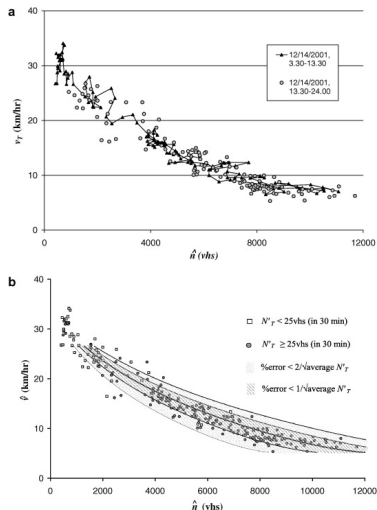 a
40
30
20
10
0
v_T (km/hr)
12/14/2001,
3.30-13.30
12/14/2001,
13.30-24.00
0 4000 8000 12000
n̂ (vhs)
b
40
30
20
10
0
v̂ (km/hr)
N'_T < 25vhs (in 30 min)
N'_T ≥ 25vhs (in 30 min)
%error < 2/√average N'_T
%error < 1/√average N'_T
0 2000 4000 6000 8000 10000 12000
n̂ (vhs)